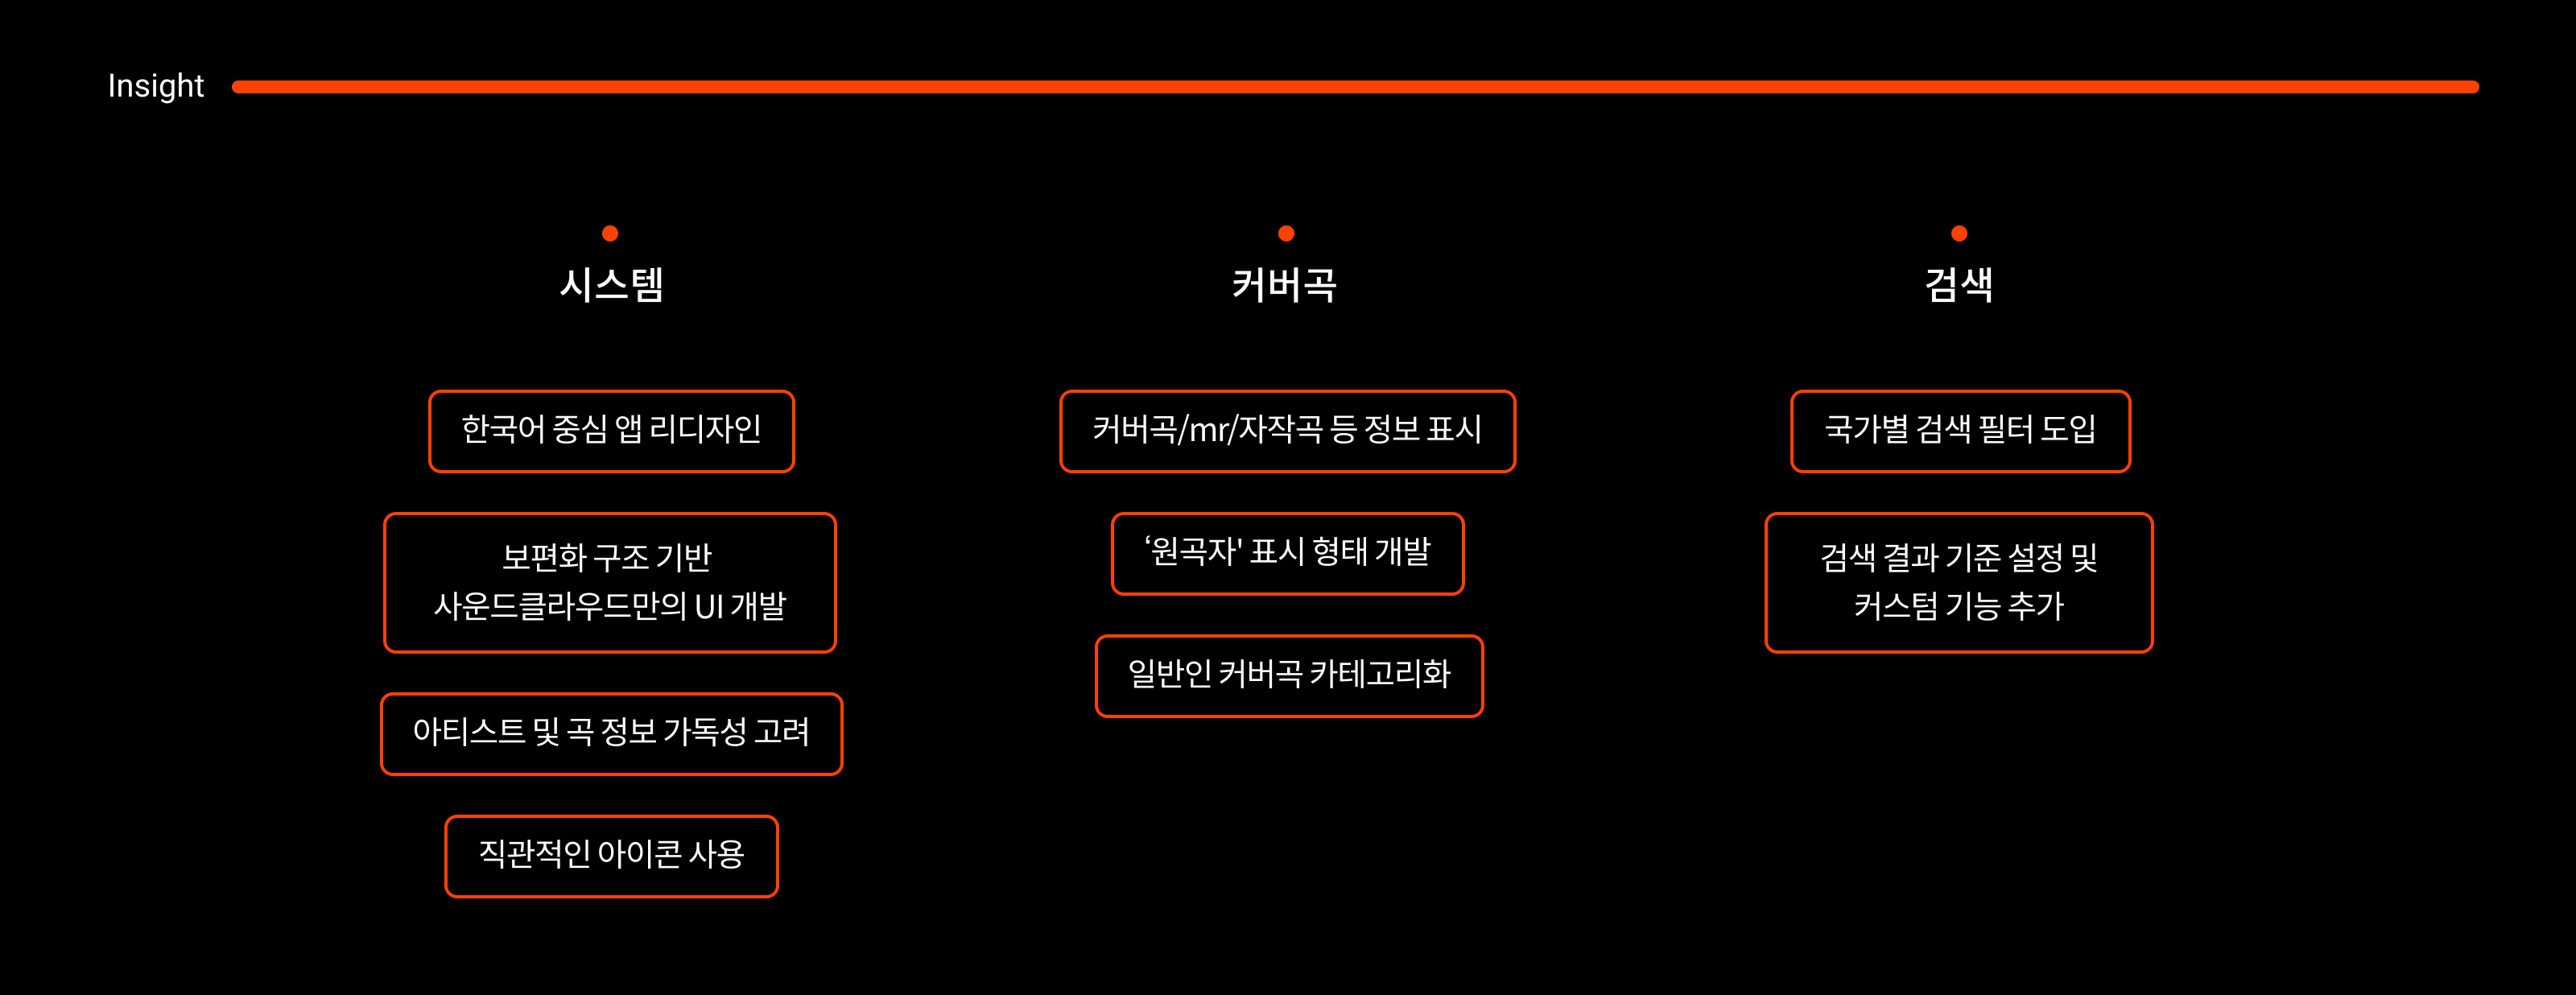 Insight
시스템
한국어 중심 앱 리디자인
보편화 구조 기반
사운드클라우드만의 UI 개발
아티스트 및 곡 정보 가독성 고려
직관적인 아이콘 사용
커버곡
커버곡/mr/자작곡 등 정보 표시
‘원곡자' 표시 형태 개발
일반인 커버곡 카테고리화
검색
국가별 검색 필터 도입
검색 결과 기준 설정 및
커스텀 기능 추가